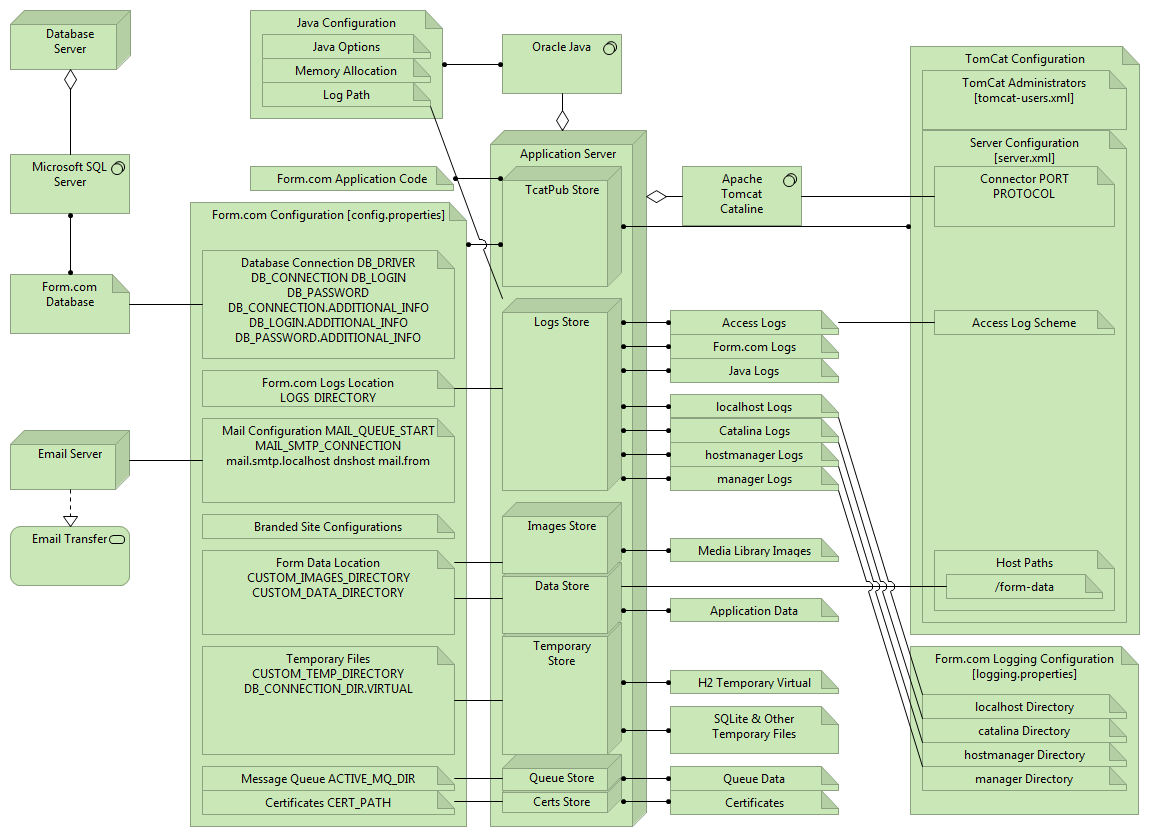 Database
Server
Microsoft SQL
Server
Form.com
Database
Email Server
Email Transfer
Java Configuration
Java Options
Memory Allocation
Log Path
Form.com Application Code
Form.com Configuration [config.properties]
Database Connection DB_DRIVER
DB_CONNECTION DB_LOGIN
DB_PASSWORD
DB_CONNECTION.ADDITIONAL_INFO
DB_LOGIN.ADDITIONAL_INFO
DB_PASSWORD.ADDITIONAL_INFO
Form.com Logs Location
LOGS_DIRECTORY
Mail Configuration MAIL_QUEUE_START
MAIL_SMTP_CONNECTION
mail.smtp.localhost dnshost mail.from
Branded Site Configurations
Form Data Location
CUSTOM_IMAGES_DIRECTORY
CUSTOM_DATA_DIRECTORY
Temporary Files
CUSTOM_TEMP_DIRECTORY
DB_CONNECTION_DIR.VIRTUAL
Message Queue ACTIVE_MQ_DIR
Certificates CERT_PATH
Oracle Java
Application Server
TcatPub Store
Logs Store
Images Store
Data Store
Temporary
Store
Queue Store
Certs Store
Apache
Tomcat
Cataline
Access Logs
Form.com Logs
Java Logs
localhost Logs
Catalina Logs
hostmanager Logs
manager Logs
Media Library Images
Application Data
H2 Temporary Virtual
SQLite & Other
Temporary Files
Queue Data
Certificates
TomCat Configuration
TomCat Administrators
[tomcat-users.xml]
Server Configuration
[server.xml]
Connector PORT
PROTOCOL
Access Log Scheme
Host Paths
/form-data
Form.com Logging Configuration
[logging.properties]
localhost Directory
catalina Directory
hostmanager Directory
manager Directory